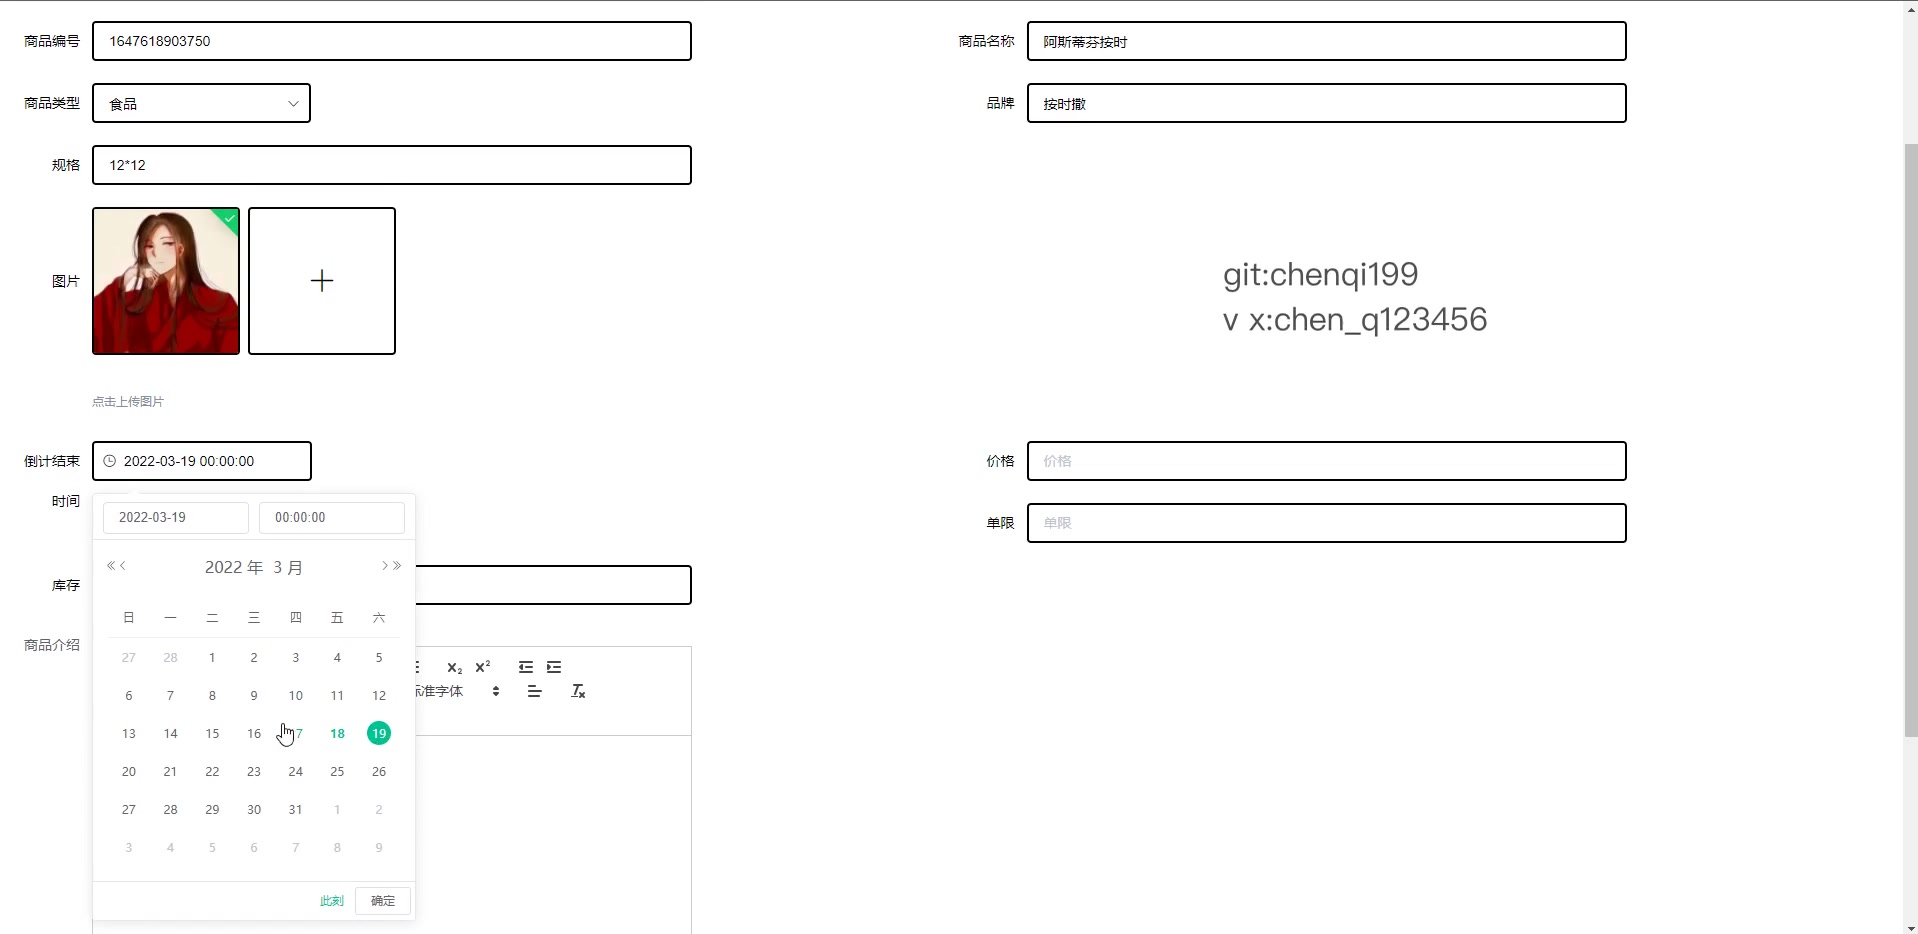 商品编号 1647618903750 商品名称 阿斯蒂芬按时
商品类型 食品 品牌 按时撒
规格 12*12
图片
git:chenqi199
v x:chen_q123456
点击上传图片
倒计结束时间 2022-03-19 00:00:00 价格 价格
2022-03-19 00:00:00
单限 单限
2022 年 3 月
库存
日 一 二 三 四 五 六
商品介绍
27 28 1 2 3 4 5
标准字体
6 7 8 9 10 11 12
13 14 15 16 17 18 19
20 21 22 23 24 25 26
27 28 29 30 31 1 2
3 4 5 6 7 8 9
此刻 确定